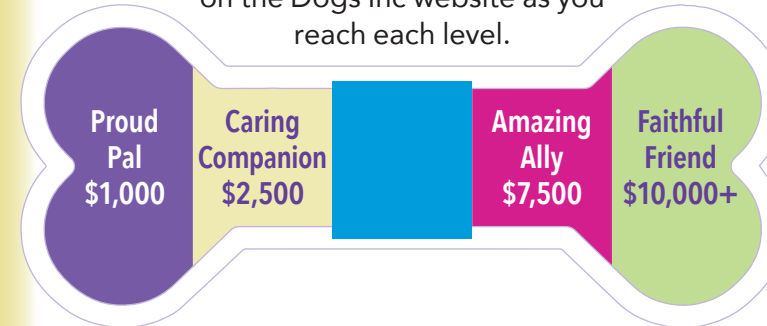 on the Dogs Inc website as you
reach each level.
Proud
Pal
$1,000
Caring
Companion
$2,500
Amazing
Ally
$7,500
Faithful
Friend
$10,000+